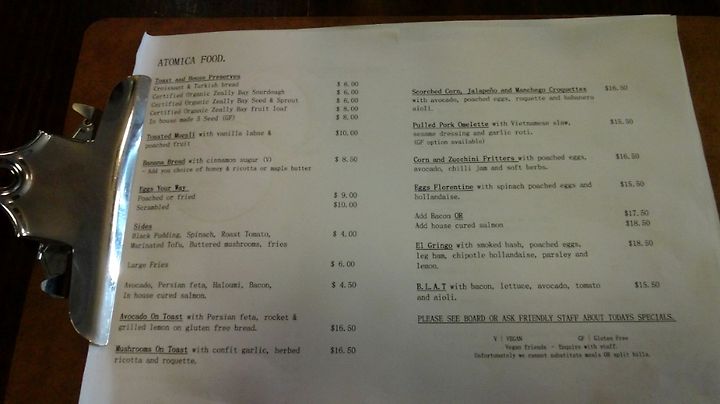 ATOMICA FOOD.
Toast and House Preserves
Croissant & Turkish bread $ 6.00
Certified Organic Zeally Bay Sourdough $ 6.00
Certified Organic Zeally Bay Seed & Sprout $ 6.00
Certified Organic Zeally Bay fruit loaf $ 8.00
In house made 5 Seed (GF) $ 8.00
Toasted Muesli with vanilla labne & $10.00
poached fruit
Banana Bread with cinnamon sugar (V) $ 8.50
- Add you choice of honey & ricotta or maple butter
Eggs Your Way
Poached or fried $ 9.00
Scrambled $10.00
Sides
Black Pudding, Spinach, Roast Tomato, $ 4.00
Marinated Tofu, Buttered mushrooms, fries
Large Fries $ 6.00
Avocado, Persian feta, Haloumi, Bacon, $ 4.50
In house cured salmon.
Avocado On Toast with Persian feta, rocket &
grilled lemon on gluten free bread. $16.50
Mushrooms On Toast with confit garlic, herbed $16.50
ricotta and roquette.
Scorched Corn, Jalapeño and Manchego Croquettes $16.50
with avocado, poached eggs, roquette and habanero
aioli.
Pulled Pork Omelette with Vietnamese slaw, $15.50
sesame dressing and garlic roti.
(GF option available)
Corn and Zucchini Fritters with poached eggs, $16.50
avocado, chilli jam and soft herbs.
Eggs Florentine with spinach poached eggs and $15.50
hollandaise.
Add Bacon OR $17.50
Add house cured salmon $18.50
El Gringo with smoked hash, poached eggs, $18.50
leg ham, chipotle hollandaise, parsley and
lemon.
B.L.A.T with bacon, lettuce, avocado, tomato $15.50
and aioli.
PLEASE SEE BOARD OR ASK FRIENDLY STAFF ABOUT TODAYS SPECIALS.
V | VEGAN GF | Gluten Free
Vegan friends - Enquire with staff.
Unfortunately we cannot substitute meals OR split bills.